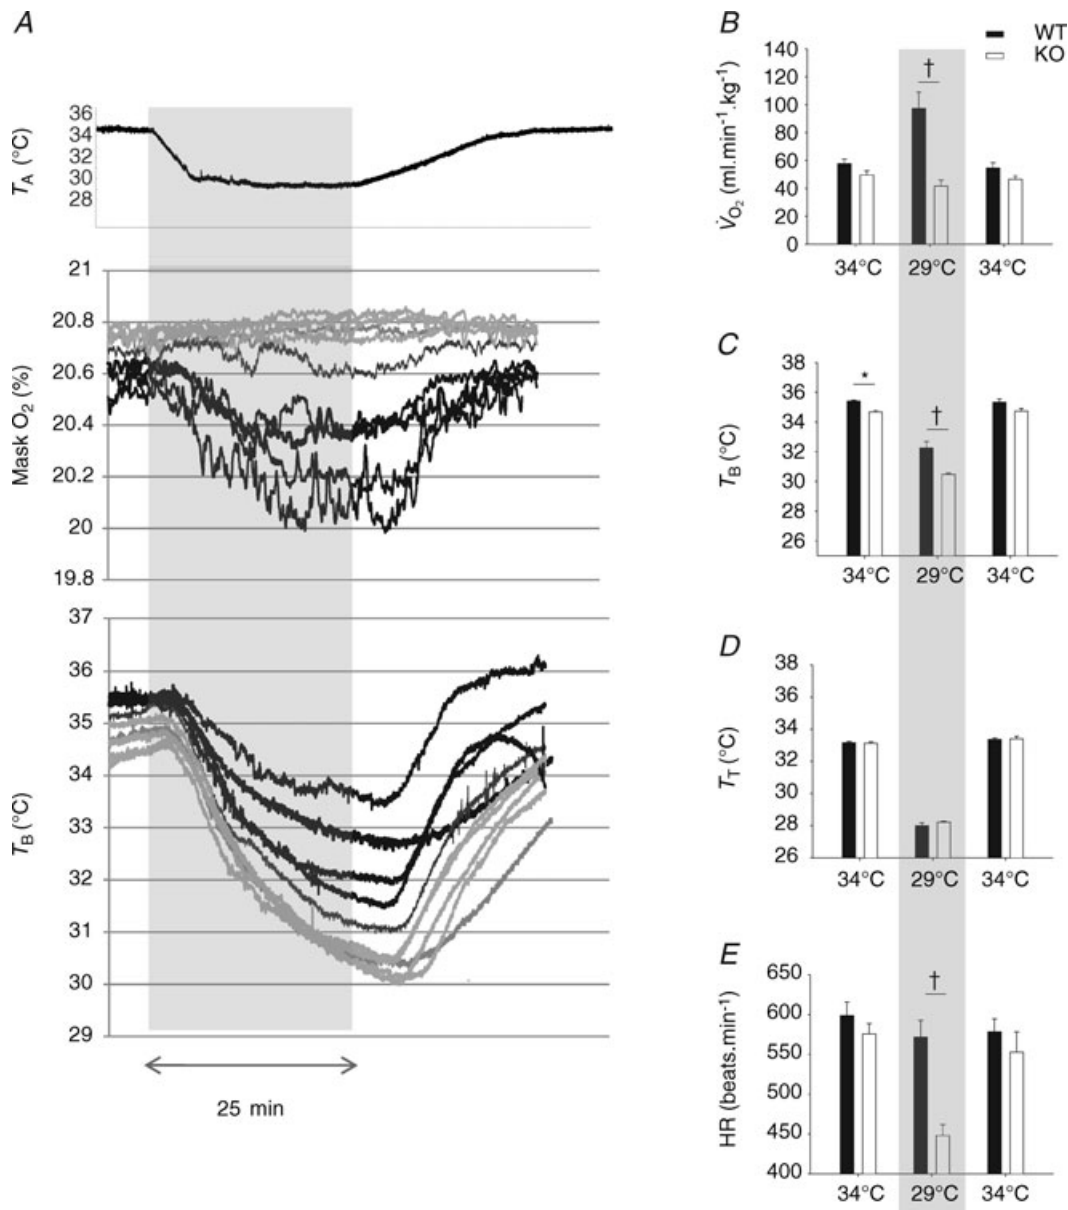 A
T_A (°C)
36
34
32
30
28
Mask O₂ (%)
21
20.8
20.6
20.4
20.2
20
19.8
T_B (°C)
37
36
35
34
33
32
31
30
29
25 min
B
WT
KO
V̇_O₂ (ml.min⁻¹.kg⁻¹)
140
120
100
80
60
40
20
0
†
34°C 29°C 34°C
C
T_B (°C)
38
36
34
32
30
28
26
*
†
34°C 29°C 34°C
D
T_T (°C)
38
36
34
32
30
28
26
34°C 29°C 34°C
E
HR (beats.min⁻¹)
650
600
550
500
450
400
†
34°C 29°C 34°C